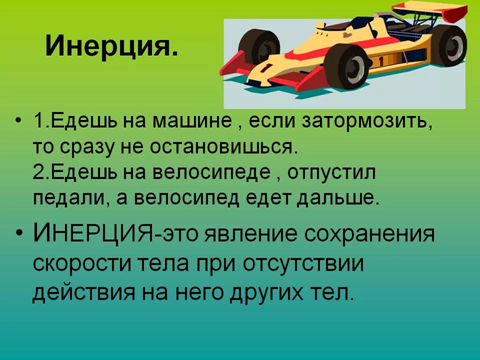 Инерция.
• 1.Едешь на машине , если затормозить,
то сразу не остановишься.
2.Едешь на велосипеде , отпустил
педали, а велосипед едет дальше.
• ИНЕРЦИЯ-это явление сохранения
скорости тела при отсутствии
действия на него других тел.